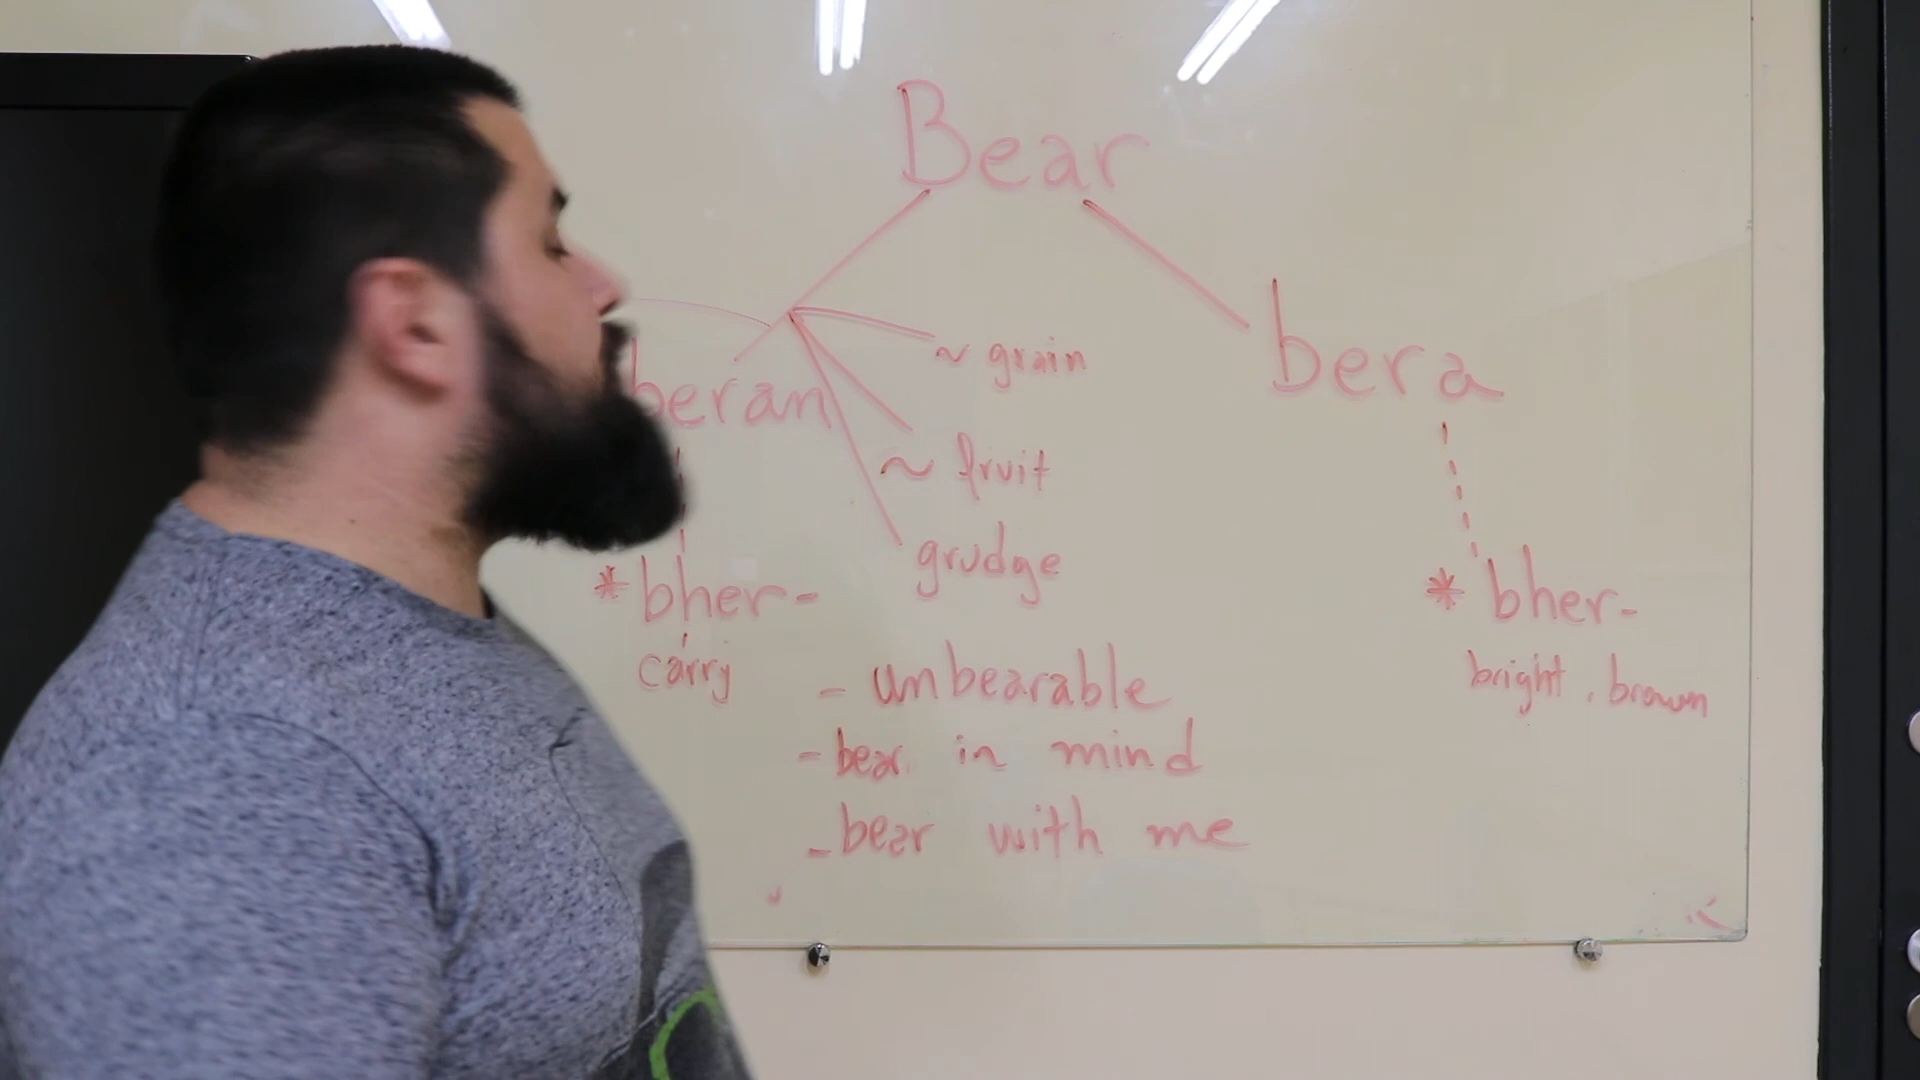 Bear
beran
~ grain
~ fruit
grudge
bera
* bher-
carry
* bher-
bright, brown
- unbearable
- bear in mind
- bear with me